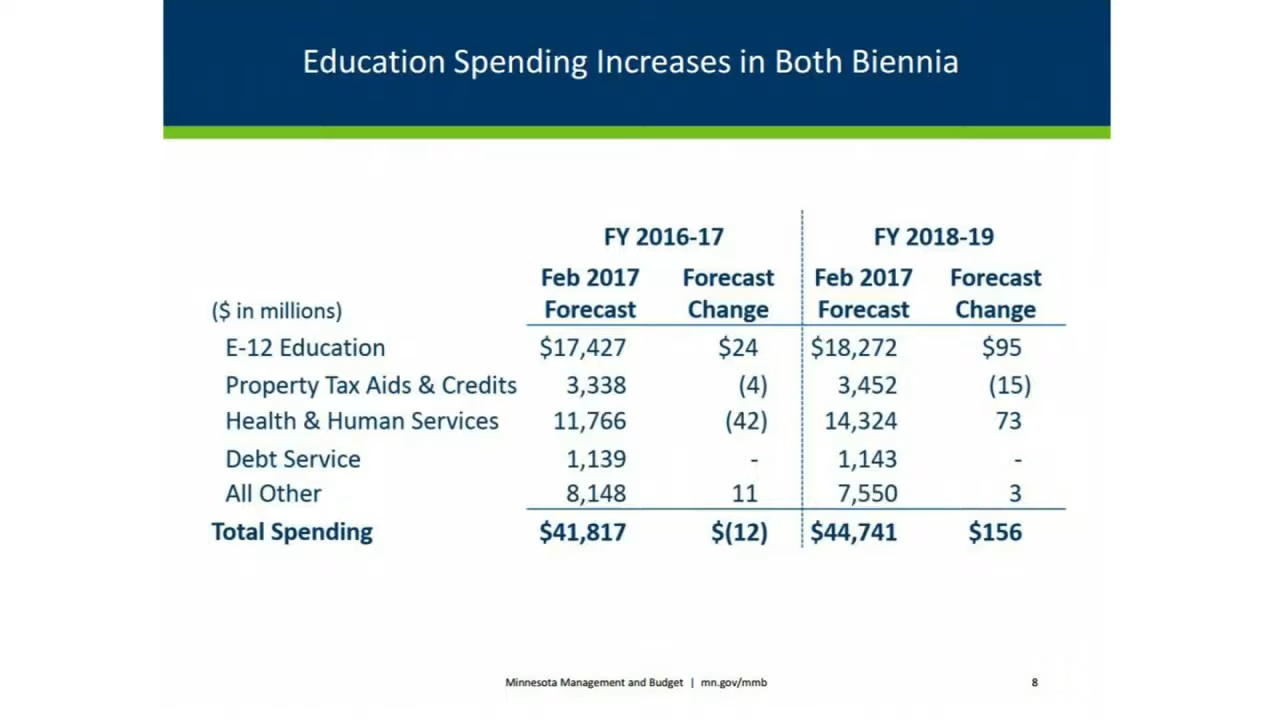 Education Spending Increases in Both Biennia
FY 2016-17 FY 2018-19
Feb 2017 Forecast Feb 2017 Forecast
($ in millions) Forecast Change Forecast Change
E-12 Education $17,427 $24 $18,272 $95
Property Tax Aids & Credits 3,338 (4) 3,452 (15)
Health & Human Services 11,766 (42) 14,324 73
Debt Service 1,139 - 1,143 -
All Other 8,148 11 7,550 3
Total Spending $41,817 $(12) $44,741 $156
Minnesota Management and Budget | mn.gov/mmb 8